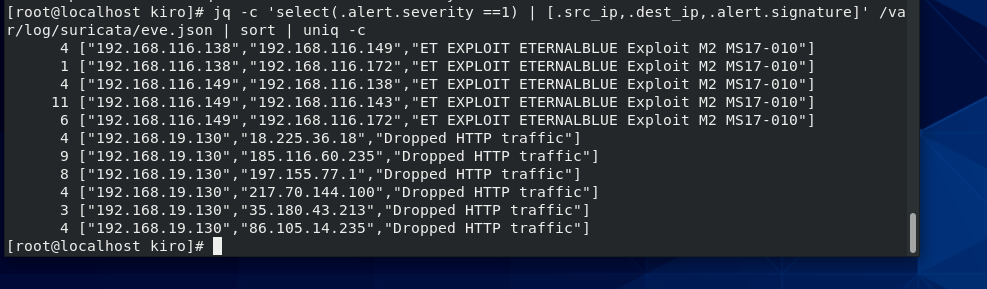 [root@localhost kiro]# jq -c 'select(.alert.severity ==1) | [.src_ip,.dest_ip,.alert.signature]' /va
r/log/suricata/eve.json | sort | uniq -c
4 ["192.168.116.138","192.168.116.149","ET EXPLOIT ETERNALBLUE Exploit M2 MS17-010"]
1 ["192.168.116.138","192.168.116.172","ET EXPLOIT ETERNALBLUE Exploit M2 MS17-010"]
4 ["192.168.116.149","192.168.116.138","ET EXPLOIT ETERNALBLUE Exploit M2 MS17-010"]
11 ["192.168.116.149","192.168.116.143","ET EXPLOIT ETERNALBLUE Exploit M2 MS17-010"]
6 ["192.168.116.149","192.168.116.172","ET EXPLOIT ETERNALBLUE Exploit M2 MS17-010"]
4 ["192.168.19.130","18.225.36.18","Dropped HTTP traffic"]
9 ["192.168.19.130","185.116.60.235","Dropped HTTP traffic"]
8 ["192.168.19.130","197.155.77.1","Dropped HTTP traffic"]
4 ["192.168.19.130","217.70.144.100","Dropped HTTP traffic"]
3 ["192.168.19.130","35.180.43.213","Dropped HTTP traffic"]
4 ["192.168.19.130","86.105.14.235","Dropped HTTP traffic"]
[root@localhost kiro]#